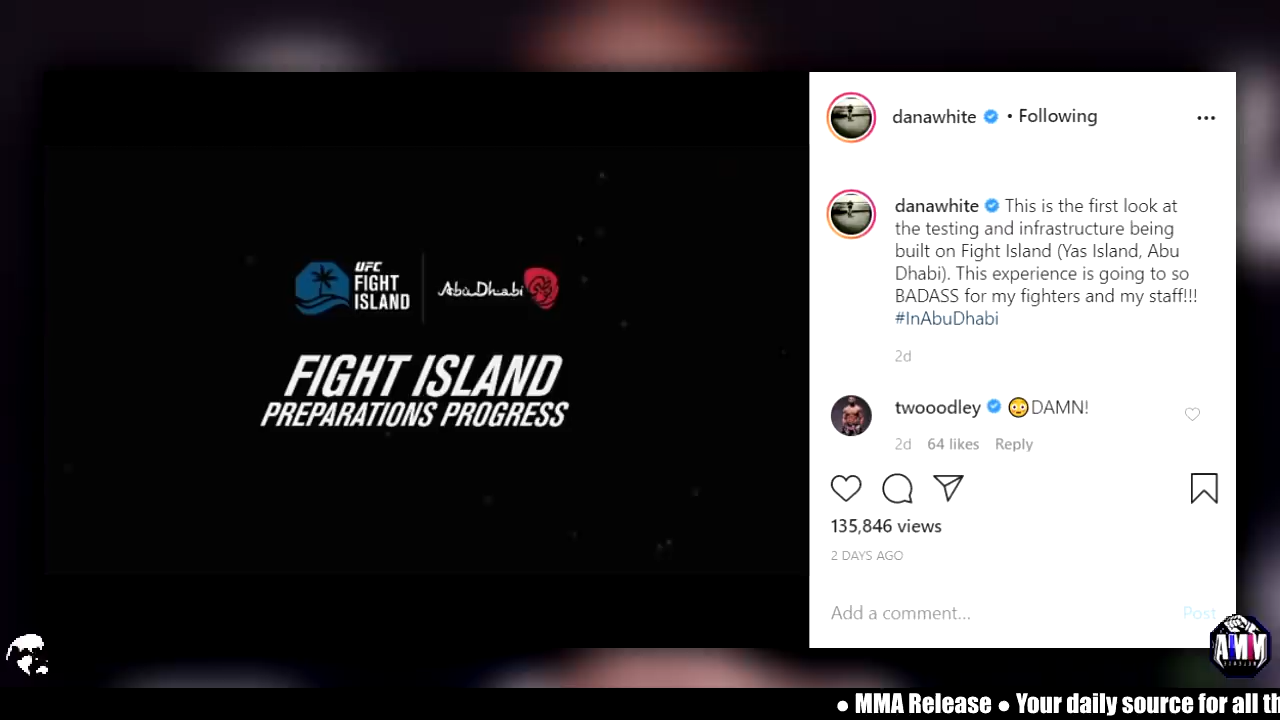 UFC
FIGHT
ISLAND
Abu Dhabi
FIGHT ISLAND
PREPARATIONS PROGRESS
danawhite • Following
danawhite This is the first look at
the testing and infrastructure being
built on Fight Island (Yas Island, Abu
Dhabi). This experience is going to so
BADASS for my fighters and my staff!!!
#InAbuDhabi
2d
twooodley 😳DAMN!
2d 64 likes Reply
135,846 views
2 DAYS AGO
Add a comment... Post
● MMA Release ● Your daily source for all th